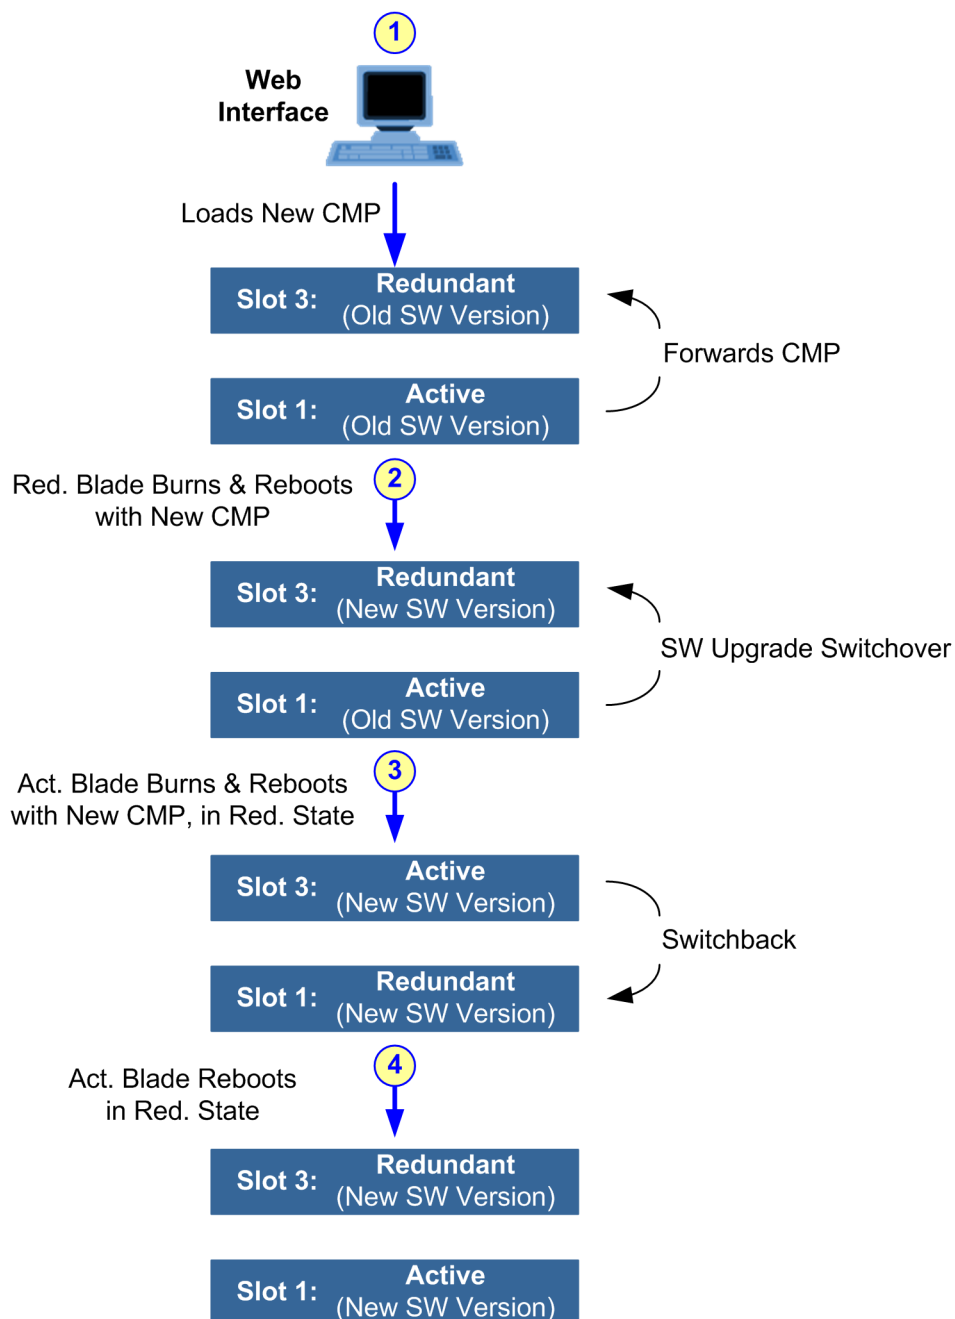 1
Web
Interface
Loads New CMP
Slot 3: Redundant
(Old SW Version)
Forwards CMP
Slot 1: Active
(Old SW Version)
2
Red. Blade Burns & Reboots
with New CMP
Slot 3: Redundant
(New SW Version)
SW Upgrade Switchover
Slot 1: Active
(Old SW Version)
3
Act. Blade Burns & Reboots
with New CMP, in Red. State
Slot 3: Active
(New SW Version)
Switchback
Slot 1: Redundant
(New SW Version)
4
Act. Blade Reboots
in Red. State
Slot 3: Redundant
(New SW Version)
Slot 1: Active
(New SW Version)